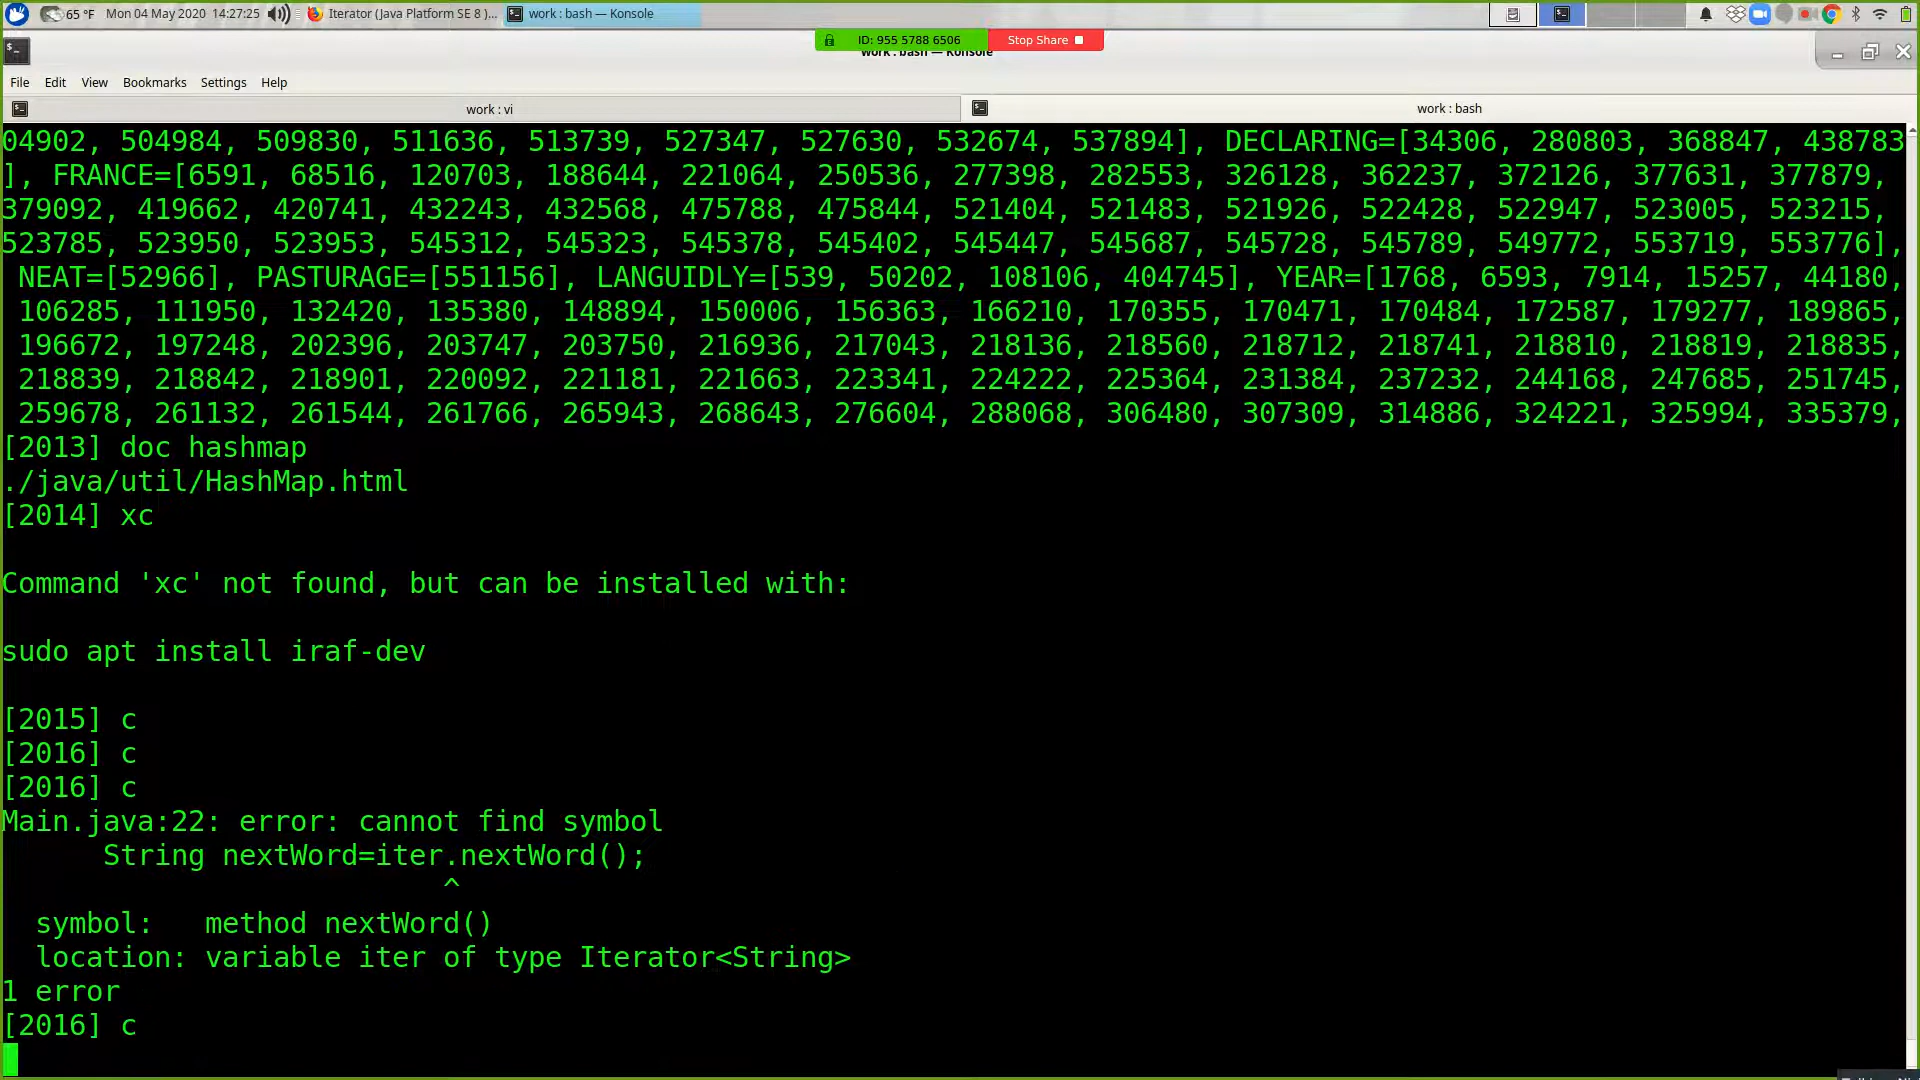 65 °F Mon 04 May 2020 14:27:25 Iterator (Java Platform SE 8 )... work : bash — Konsole
ID: 955 5788 6506 Stop Share
work : bash — Konsole
File Edit View Bookmarks Settings Help
work : vi work : bash
04902, 504984, 509830, 511636, 513739, 527347, 527630, 532674, 537894], DECLARING=[34306, 280803, 368847, 438783
], FRANCE=[6591, 68516, 120703, 188644, 221064, 250536, 277398, 282553, 326128, 362237, 372126, 377631, 377879,
379092, 419662, 420741, 432243, 432568, 475788, 475844, 521404, 521483, 521926, 522428, 522947, 523005, 523215,
523785, 523950, 523953, 545312, 545323, 545378, 545402, 545447, 545687, 545728, 545789, 549772, 553719, 553776],
NEAT=[52966], PASTURAGE=[551156], LANGUIDLY=[539, 50202, 108106, 404745], YEAR=[1768, 6593, 7914, 15257, 44180,
106285, 111950, 132420, 135380, 148894, 150006, 156363, 166210, 170355, 170471, 170484, 172587, 179277, 189865,
196672, 197248, 202396, 203747, 203750, 216936, 217043, 218136, 218560, 218712, 218741, 218810, 218819, 218835,
218839, 218842, 218901, 220092, 221181, 221663, 223341, 224222, 225364, 231384, 237232, 244168, 247685, 251745,
259678, 261132, 261544, 261766, 265943, 268643, 276604, 288068, 306480, 307309, 314886, 324221, 325994, 335379,
[2013] doc hashmap
./java/util/HashMap.html
[2014] xc
Command 'xc' not found, but can be installed with:
sudo apt install iraf-dev
[2015] c
[2016] c
[2016] c
Main.java:22: error: cannot find symbol
String nextWord=iter.nextWord();
^
symbol: method nextWord()
location: variable iter of type Iterator<String>
1 error
[2016] c